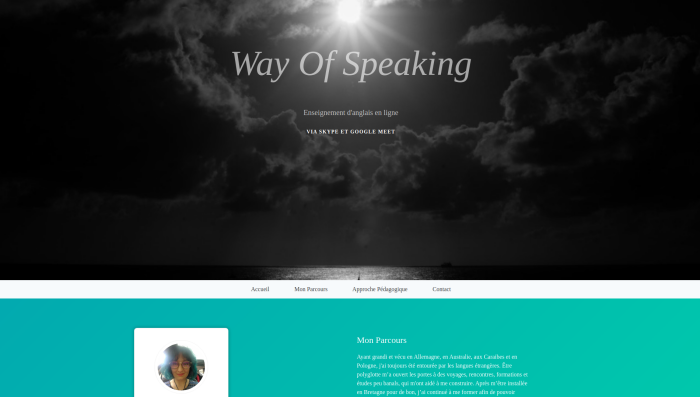 Way Of Speaking
Enseignement d'anglais en ligne
VIA SKYPE ET GOOGLE MEET
Accueil
Mon Parcours
Approche Pédagogique
Contact
Mon Parcours
Ayant grandi et vécu en Allemagne, en Australie, aux Caraïbes et en
Pologne, j'ai toujours été entourée par les langues étrangères. Être
polyglotte m'a ouvert les portes à des voyages, rencontres, formations et
études peu banals, qui m'ont aidé à me construire. Après m'être installée
en Bretagne pour de bon, j'ai continué à me former afin de pouvoir